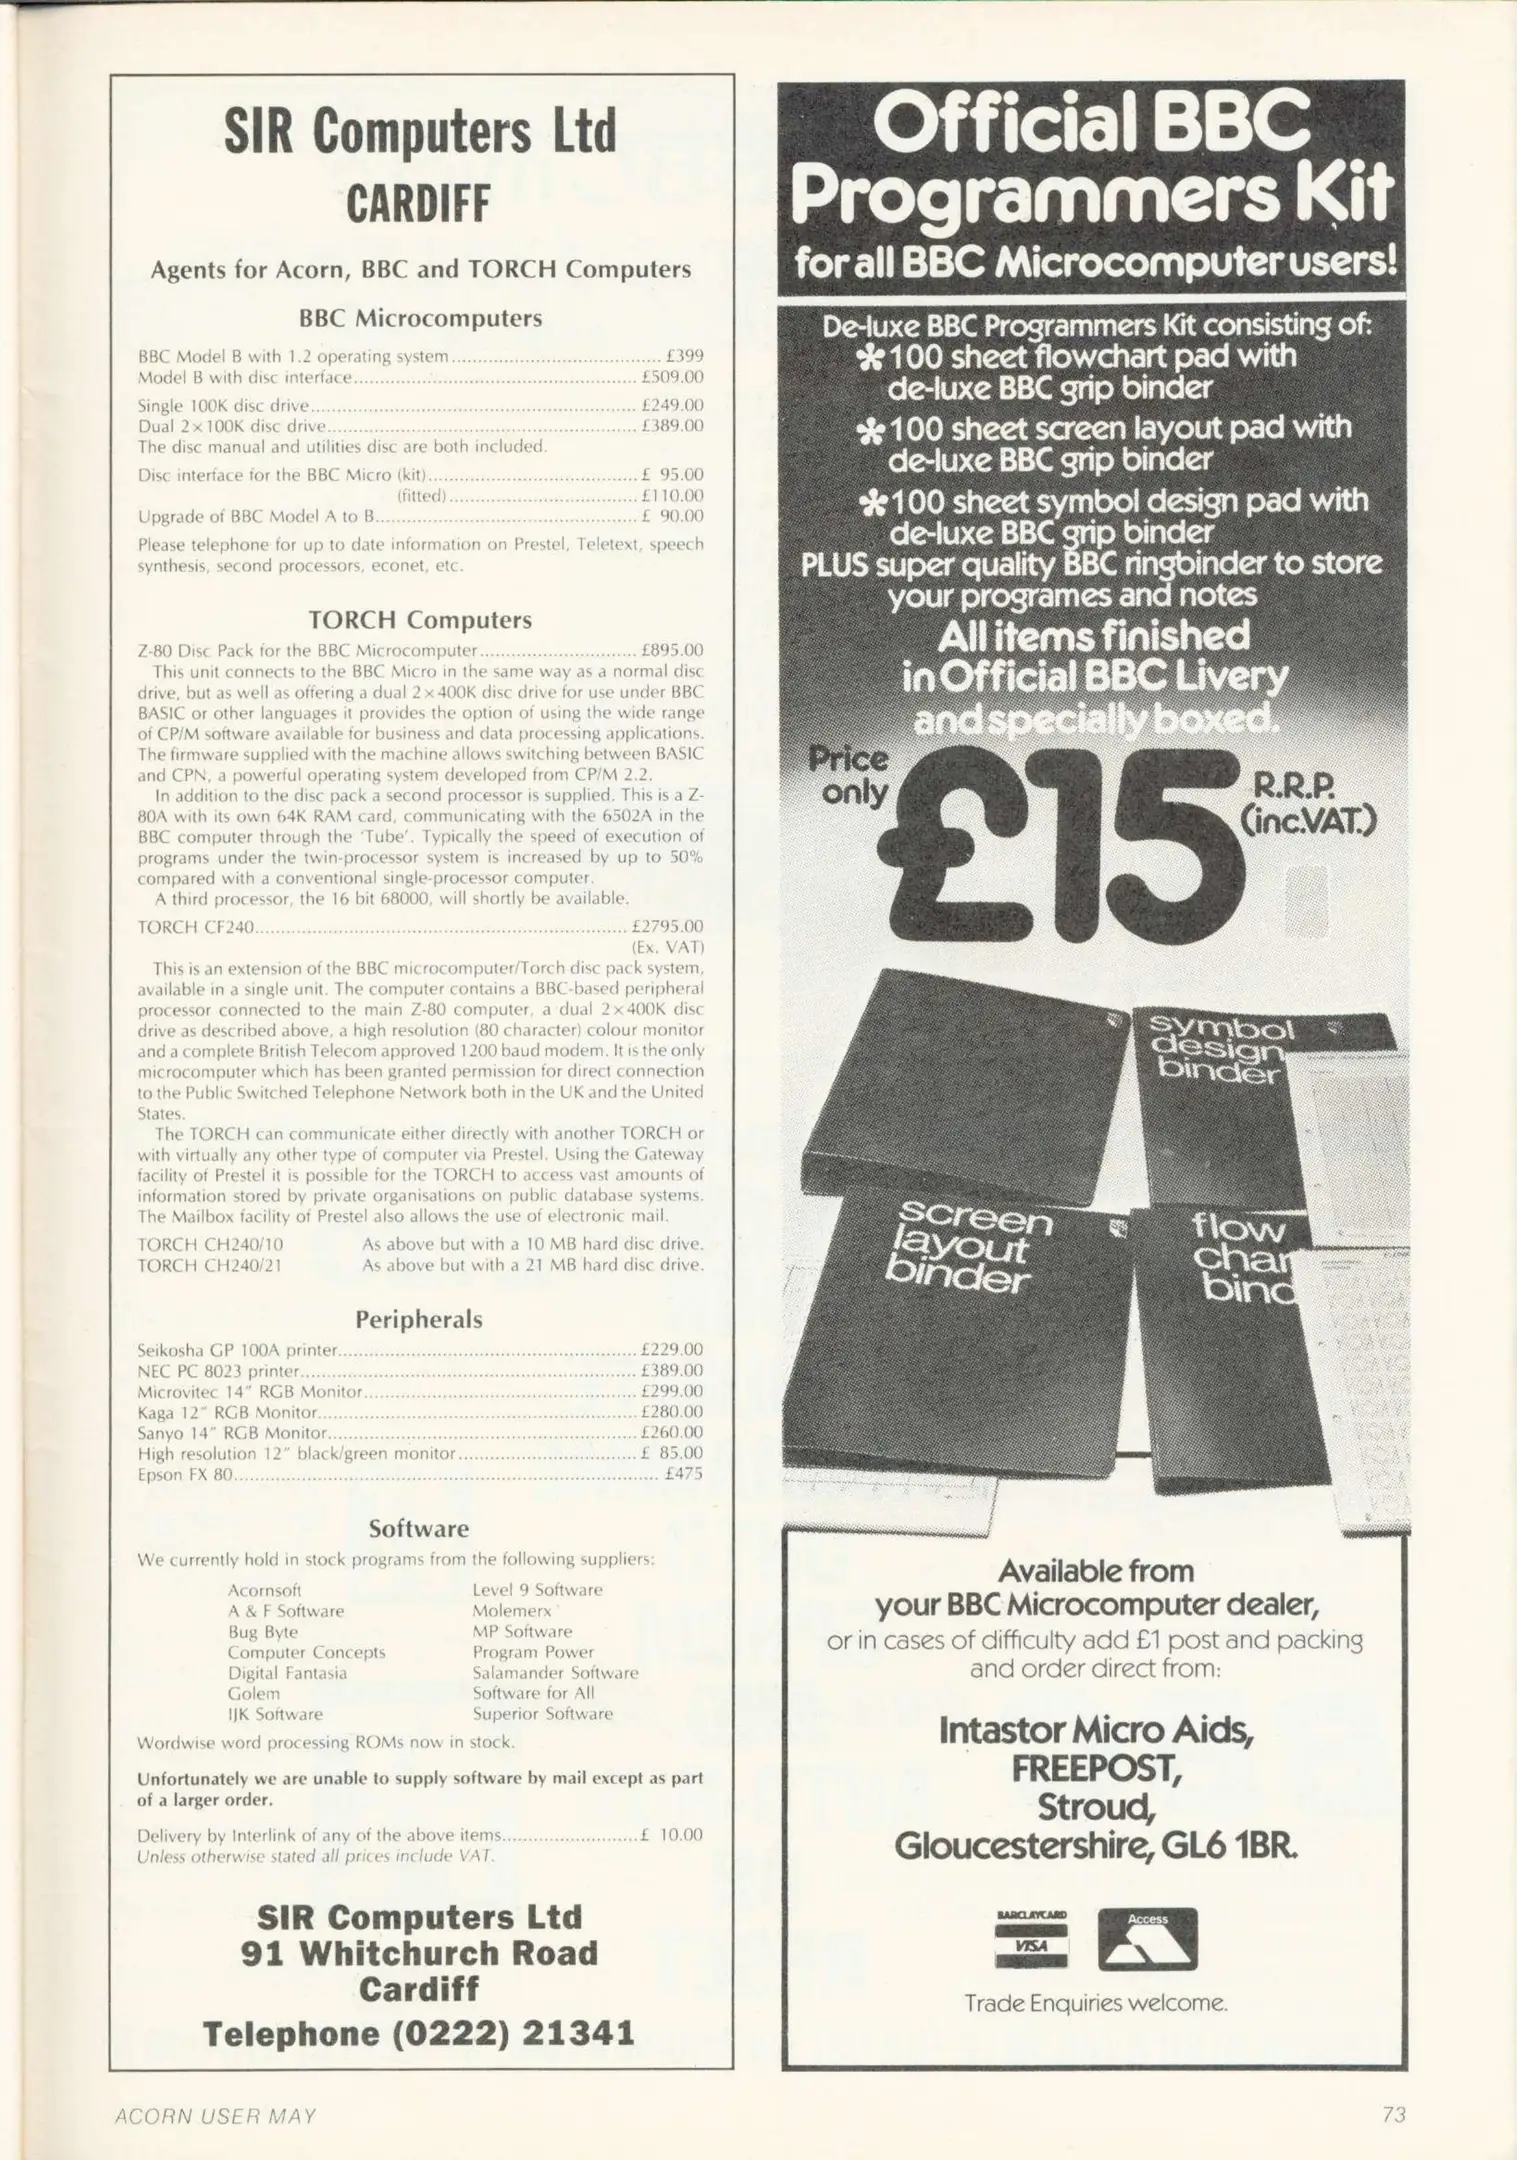 SIR Computers Ltd
CARDIFF
Agents for Acorn, BBC and TORCH Computers
BBC Microcomputers
BBC Model B with 1.2 operating system........................................ £399
Model B with disc interface...................................................... £509.00
Single 100K disc drive.............................................................. £249.00
Dual 2×100K disc drive........................................................... £389.00
The disc manual and utilities disc are both included.
Disc interface for the BBC Micro (kit)........................................ £ 95.00
(fitted).................................... £110.00
Upgrade of BBC Model A to B.................................................. £ 90.00
Please telephone for up to date information on Prestel, Teletext, speech
synthesis, second processors, econet, etc.
TORCH Computers
Z-80 Disc Pack for the BBC Microcomputer.............................. £895.00
This unit connects to the BBC Micro in the same way as a normal disc
drive, but as well as offering a dual 2×400K disc drive for use under BBC
BASIC or other languages it provides the option of using the wide range
of CP/M software available for business and data processing applications.
The firmware supplied with the machine allows switching between BASIC
and CPN, a powerful operating system developed from CP/M 2.2.
In addition to the disc pack a second processor is supplied. This is a Z-
80A with its own 64K RAM card, communicating with the 6502A in the
BBC computer through the 'Tube'. Typically the speed of execution of
programs under the twin-processor system is increased by up to 50%
compared with a conventional single-processor computer.
A third processor, the 16 bit 68000, will shortly be available.
TORCH CF240....................................................................... £2795.00
(Ex. VAT)
This is an extension of the BBC microcomputer/Torch disc pack system,
available in a single unit. The computer contains a BBC-based peripheral
processor connected to the main Z-80 computer, a dual 2×400K disc
drive as described above, a high resolution (80 character) colour monitor
and a complete British Telecom approved 1200 baud modem. It is the only
microcomputer which has been granted permission for direct connection
to the Public Switched Telephone Network both in the UK and the United
States.
The TORCH can communicate either directly with another TORCH or
with virtually any other type of computer via Prestel. Using the Gateway
facility of Prestel it is possible for the TORCH to access vast amounts of
information stored by private organisations on public database systems.
The Mailbox facility of Prestel also allows the use of electronic mail.
TORCH CH240/10 As above but with a 10 MB hard disc drive.
TORCH CH240/21 As above but with a 21 MB hard disc drive.
Peripherals
Seikosha GP 100A printer......................................................... £229.00
NEC PC 8023 printer................................................................ £389.00
Microvitec 14" RGB Monitor.................................................... £299.00
Kaga 12" RGB Monitor............................................................. £280.00
Sanyo 14" RGB Monitor........................................................... £260.00
High resolution 12" black/green monitor.................................. £ 85.00
Epson FX 80................................................................................. £475
Software
We currently hold in stock programs from the following suppliers:
Acornsoft Level 9 Software
A & F Software Molemerx
Bug Byte MP Software
Computer Concepts Program Power
Digital Fantasia Salamander Software
Golem Software for All
IJK Software Superior Software
Wordwise word processing ROMs now in stock.
Unfortunately we are unable to supply software by mail except as part
of a larger order.
Delivery by Interlink of any of the above items.......................... £ 10.00
Unless otherwise stated all prices include VAT.
SIR Computers Ltd
91 Whitchurch Road
Cardiff
Telephone (0222) 21341
Official BBC
Programmers Kit
for all BBC Microcomputer users!
De-luxe BBC Programmers Kit consisting of:
*100 sheet flowchart pad with
de-luxe BBC grip binder
*100 sheet screen layout pad with
de-luxe BBC grip binder
*100 sheet symbol design pad with
de-luxe BBC grip binder
PLUS super quality BBC ringbinder to store
your programes and notes
All items finished
in Official BBC Livery
and specially boxed.
Price
only £15 R.R.P.
(inc.VAT.)
symbol
design
binder
screen
layout
binder
flow
char
bind
Available from
your BBC Microcomputer dealer,
or in cases of difficulty add £1 post and packing
and order direct from:
Intastor Micro Aids,
FREEPOST,
Stroud,
Gloucestershire, GL6 1BR.
BARCLAYCARD
VISA
Access
Trade Enquiries welcome.
ACORN USER MAY
73